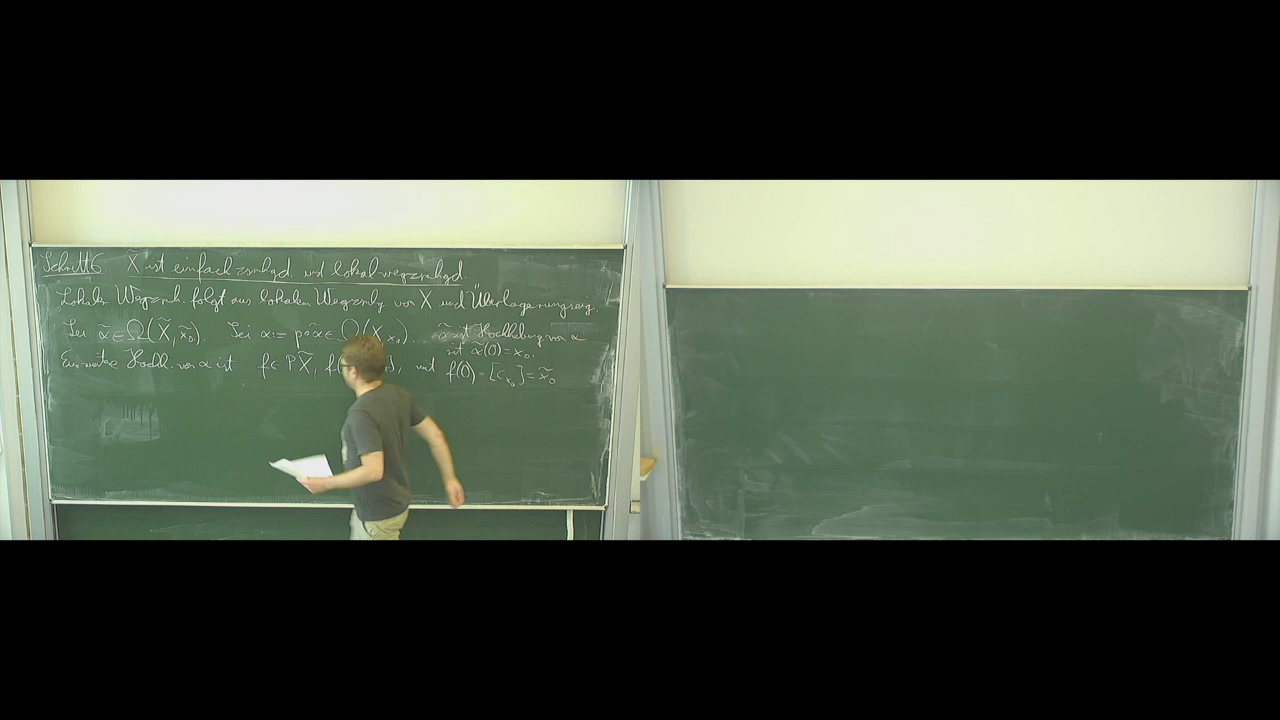 Schritt 6: X̃ ist einfach zshgd. und lokal wegzshgd.
Lokaler Wegzsh. folgt aus lokalem Wegzshg von X und Überlagerungseig.
Sei α̃ ∈ Ω(X̃, x̃₀). Sei α := p∘α̃ ∈ Ω(X, x₀). α̃ ist Hochhebung von α
mit α̃(0) = x₀.
Eine weitere Hochh. von α ist f ∈ PX̃, f( ], mit f(0) = [c_{x₀}] = x̃₀